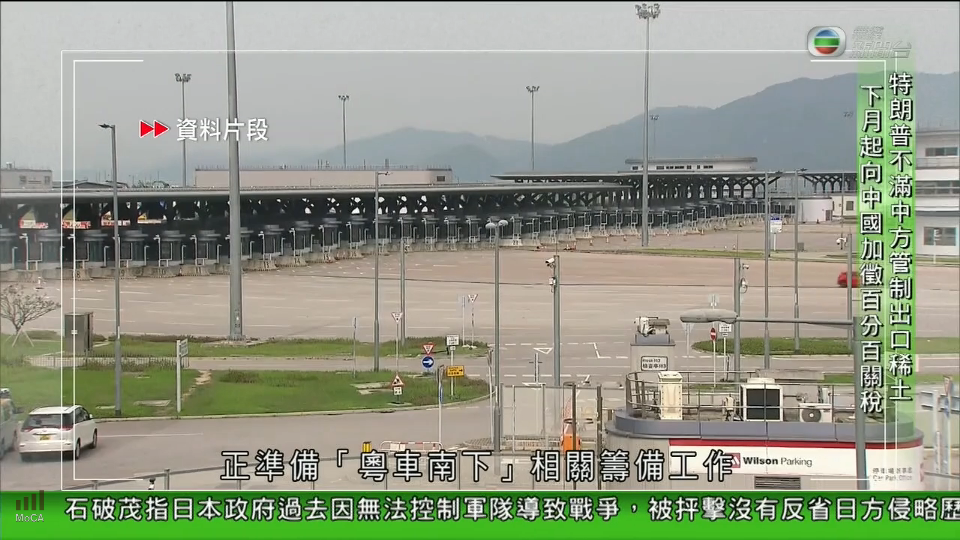 資料片段
特朗普不滿中方管制出口稀土
下月起向中國加徵百分百關稅
Wilson Parking
正準備「粵車南下」相關籌備工作
石破茂指日本政府過去因無法控制軍隊導致戰爭，被抨擊沒有反省日方侵略歷
MoCA